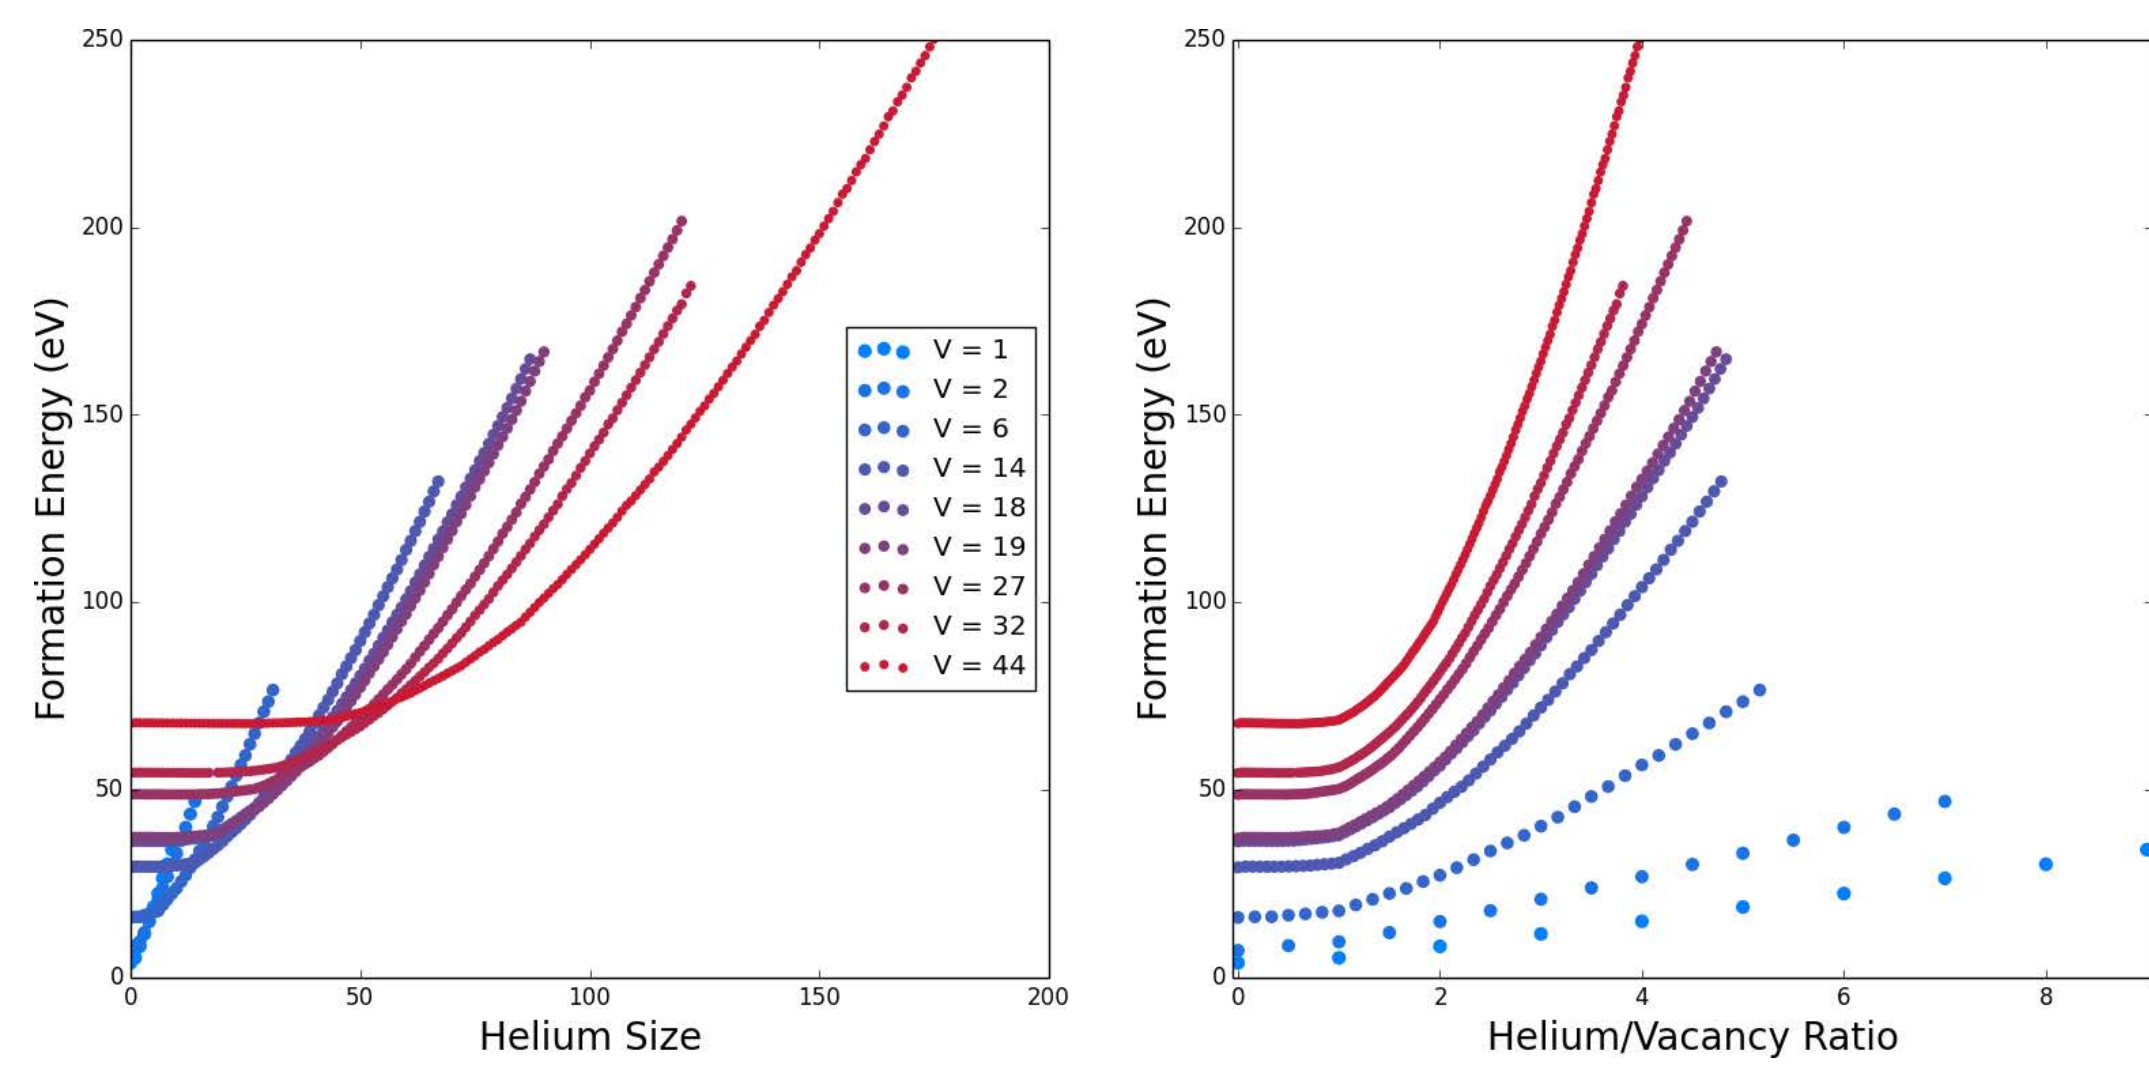 250
200
150
100
50
0
0
50
100
150
200
Formation Energy (eV)
Helium Size
V = 1
V = 2
V = 6
V = 14
V = 18
V = 19
V = 27
V = 32
V = 44
250
200
150
100
50
0
0
2
4
6
8
Formation Energy (eV)
Helium/Vacancy Ratio